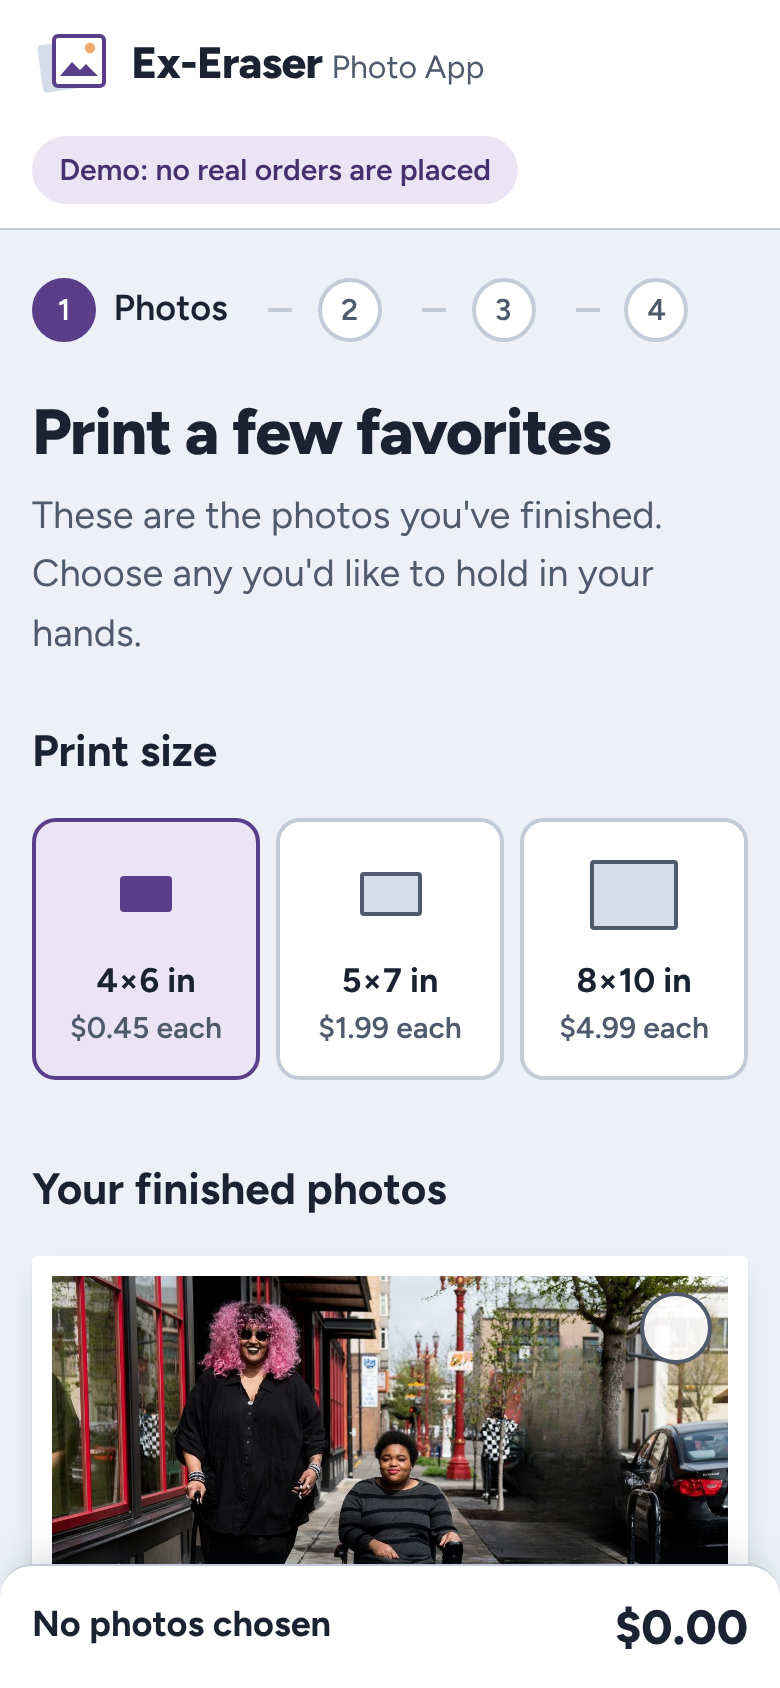 Ex-Eraser Photo App
Demo: no real orders are placed
1 Photos 2 3 4
Print a few favorites
These are the photos you've finished.
Choose any you'd like to hold in your
hands.
Print size
4×6 in
$0.45 each
5×7 in
$1.99 each
8×10 in
$4.99 each
Your finished photos
No photos chosen
$0.00